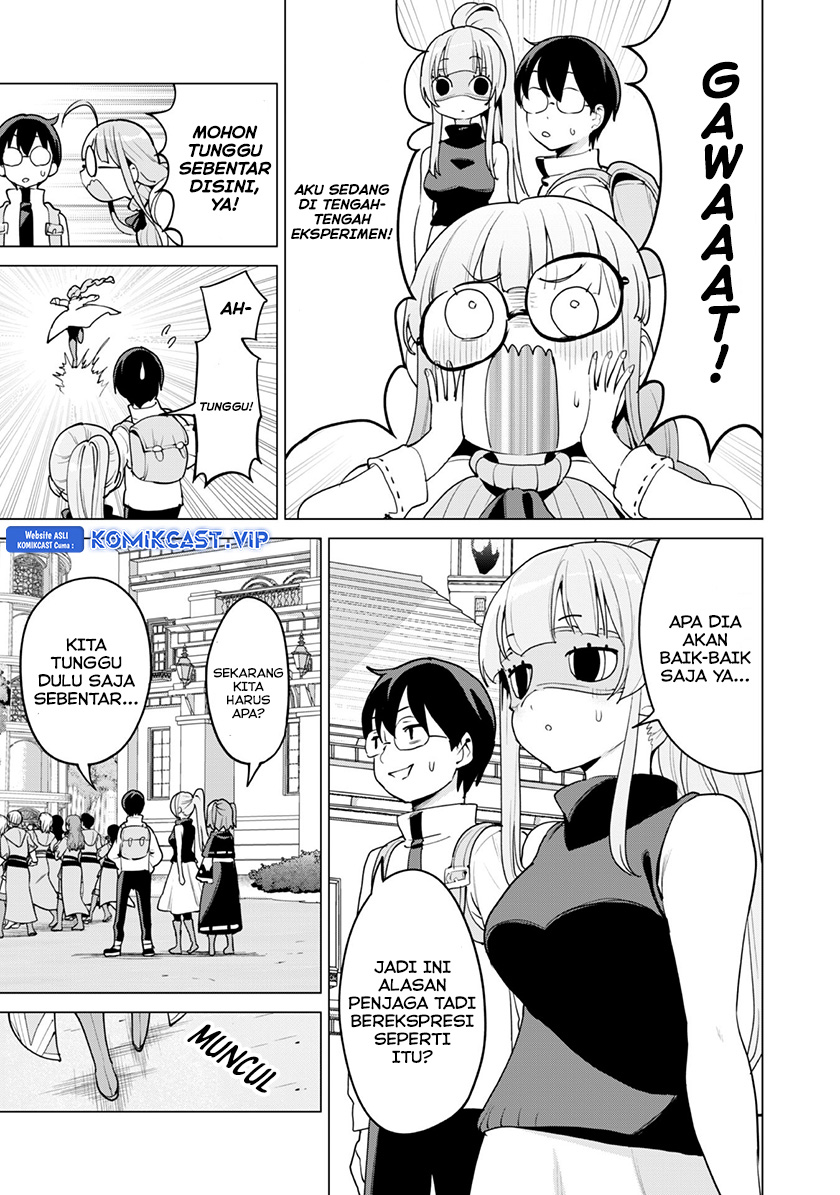 GAWAAAT!
AKU SEDANG
DI TENGAH-
TENGAH
EKSPERIMEN!
MOHON
TUNGGU
SEBENTAR
DISINI,
YA!
AH-
TUNGGU!
Website ASLI
KOMIKCAST Cuma :
KOMIKCAST.VIP
APA DIA
AKAN
BAIK-BAIK
SAJA YA...
JADI INI
ALASAN
PENJAGA TADI
BEREKSPRESI
SEPERTI
ITU?
SEKARANG
KITA
HARUS
APA?
KITA
TUNGGU
DULU SAJA
SEBENTAR...
MUNCUL